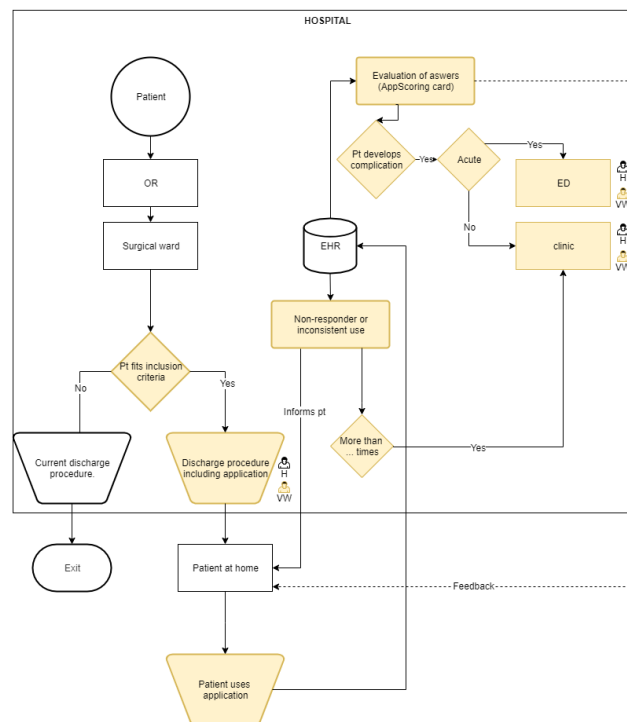 HOSPITAL
Evaluation of aswers
(AppScoring card)
Patient
Pt develops
complication
Yes
Acute
Yes
ED
H
VW
OR
Surgical ward
EHR
No
clinic
H
VW
Non-responder or
inconsistent use
Pt fits inclusion
criteria
No
Yes
Informs pt
More than
... times
Yes
Current discharge
procedure.
Discharge procedure
including application
H
VW
Exit
Patient at home
Feedback
Patient uses
application